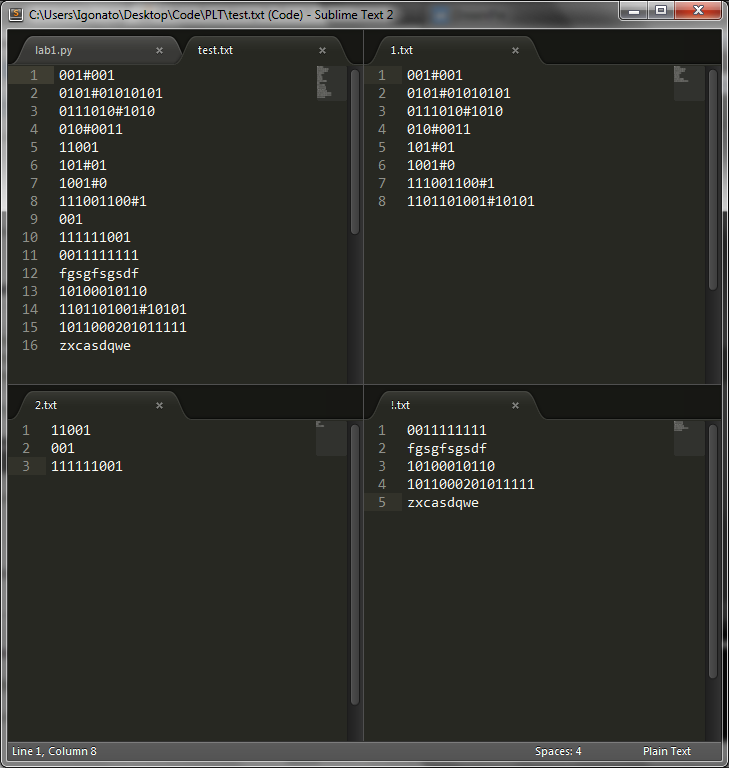 C:\Users\Igonato\Desktop\Code\PLT\test.txt (Code) - Sublime Text 2
lab1.py × test.txt ×
1 001#001
2 0101#01010101
3 0111010#1010
4 010#0011
5 11001
6 101#01
7 1001#0
8 111001100#1
9 001
10 111111001
11 0011111111
12 fgsgfsgsdf
13 10100010110
14 1101101001#10101
15 1011000201011111
16 zxcasdqwe
1.txt ×
1 001#001
2 0101#01010101
3 0111010#1010
4 010#0011
5 101#01
6 1001#0
7 111001100#1
8 1101101001#10101
2.txt ×
1 11001
2 001
3 111111001
!.txt ×
1 0011111111
2 fgsgfsgsdf
3 10100010110
4 1011000201011111
5 zxcasdqwe
Line 1, Column 8 Spaces: 4 Plain Text